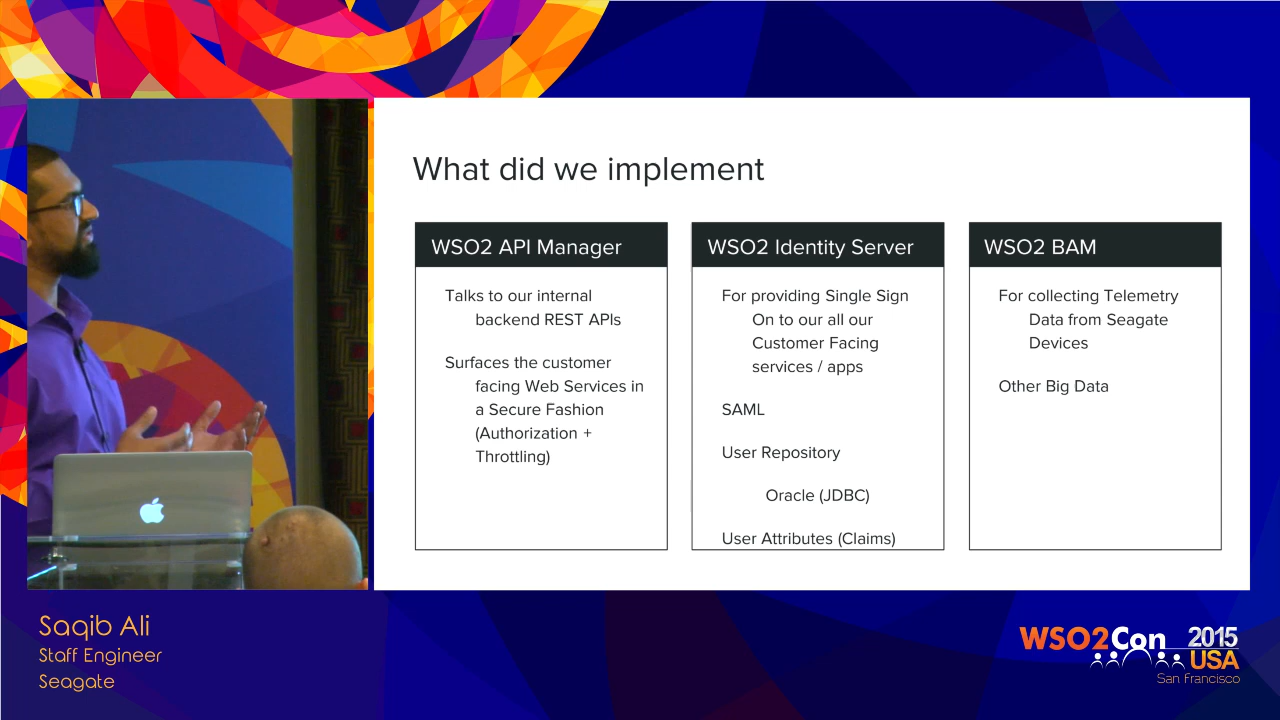 What did we implement
WSO2 API Manager
Talks to our internal
backend REST APIs
Surfaces the customer
facing Web Services in
a Secure Fashion
(Authorization +
Throttling)
WSO2 Identity Server
For providing Single Sign
On to our all our
Customer Facing
services / apps
SAML
User Repository
Oracle (JDBC)
User Attributes (Claims)
WSO2 BAM
For collecting Telemetry
Data from Seagate
Devices
Other Big Data
Saqib Ali
Staff Engineer
Seagate
WSO2Con 2015
USA
San Francisco